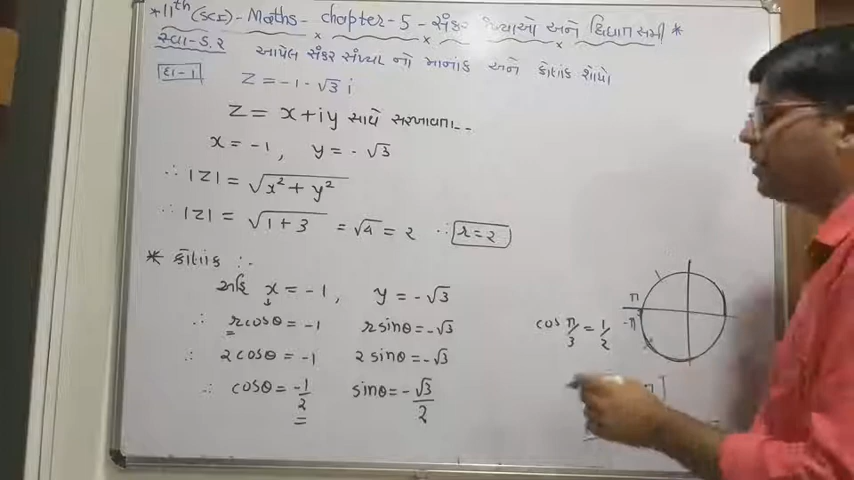 * 11th (SCI) - Maths - chapter - 5 - સંકર સંખ્યાઓ અને દ્વિઘાત સમી *
સ્વા - 5.2 આપેલ સંકર સંખ્યા નો માનાંક અને કોણાંક શોધો
દા - 1 Z = -1 - √3 i
Z = x + iy સાથે સરખાવતા..
x = -1 , y = - √3
∴ |Z| = √x² + y²
∴ |Z| = √1 + 3 = √4 = 2 ∴ r = 2
* કોણાંક :-
અહિ x = -1 , y = - √3
∴ r cosθ = -1 r sinθ = - √3
∴ 2 cosθ = -1 2 sinθ = - √3
∴ cosθ = -1/2 sinθ = - √3/2
cos π/3 = 1/2
π
-π
π]